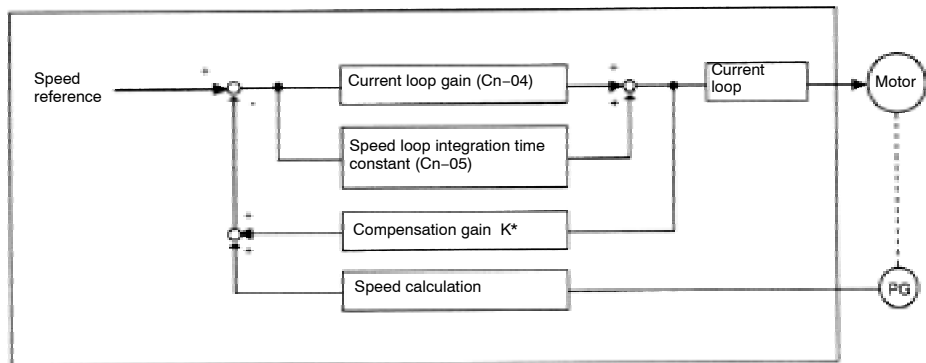 Speed
reference
+
-
Current loop gain (Cn−04)
+
+
Current
loop
Motor
Speed loop integration time
constant (Cn−05)
+
+
Compensation gain K*
Speed calculation
PG